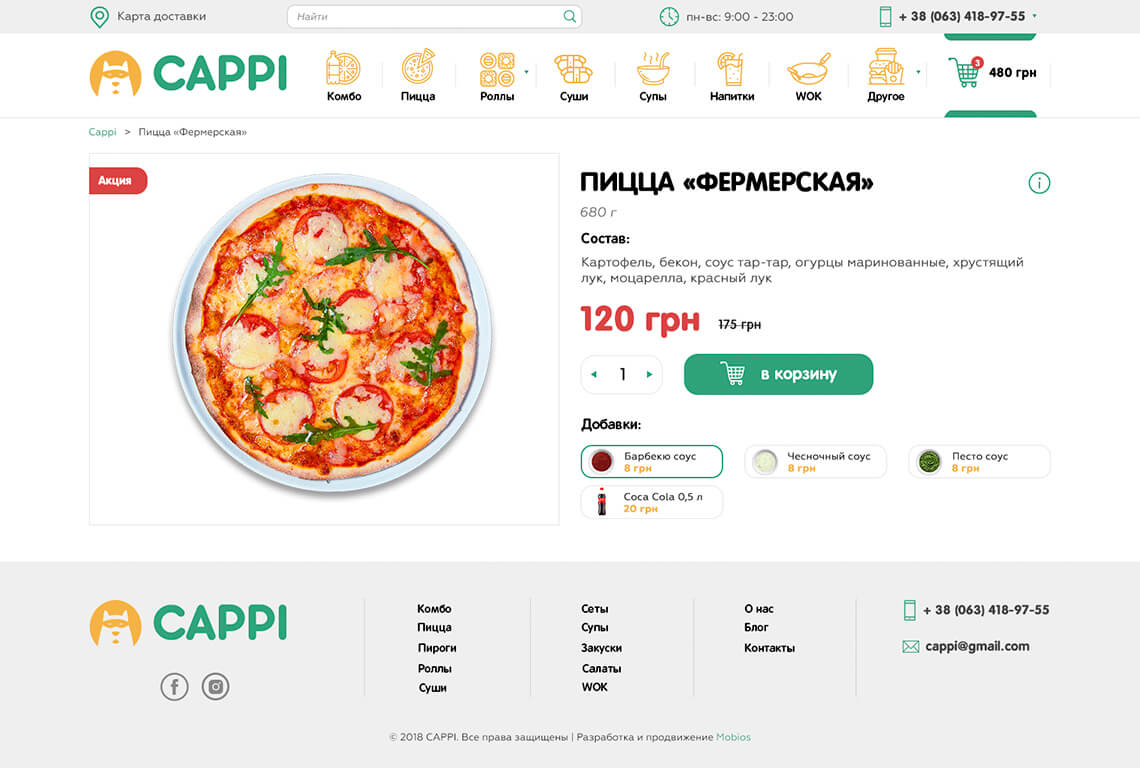 Карта доставки
Найти
пн-вс: 9:00 - 23:00
+ 38 (063) 418-97-55
CAPPI
Комбо
Пицца
Роллы
Суши
Супы
Напитки
WOK
Другое
3
480 грн
Cappi > Пицца «Фермерская»
Акция
ПИЦЦА «ФЕРМЕРСКАЯ»
680 г
Состав:
Картофель, бекон, соус тар-тар, огурцы маринованные, хрустящий
лук, моцарелла, красный лук
120 грн 175 грн
1
в корзину
Добавки:
Барбекю соус
8 грн
Чесночный соус
8 грн
Песто соус
8 грн
Coca Cola 0,5 л
20 грн
CAPPI
Комбо
Пицца
Пироги
Роллы
Суши
Сеты
Супы
Закуски
Салаты
WOK
О нас
Блог
Контакты
+ 38 (063) 418-97-55
cappi@gmail.com
© 2018 CAPPI. Все права защищены | Разработка и продвижение Mobios